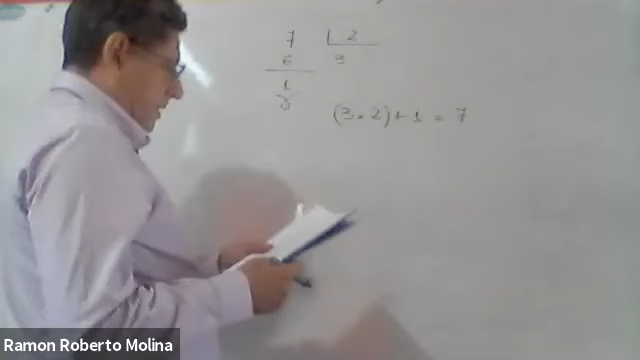 7 2
6 3
1
(3 × 2) + 1 = 7
Ramon Roberto Molina